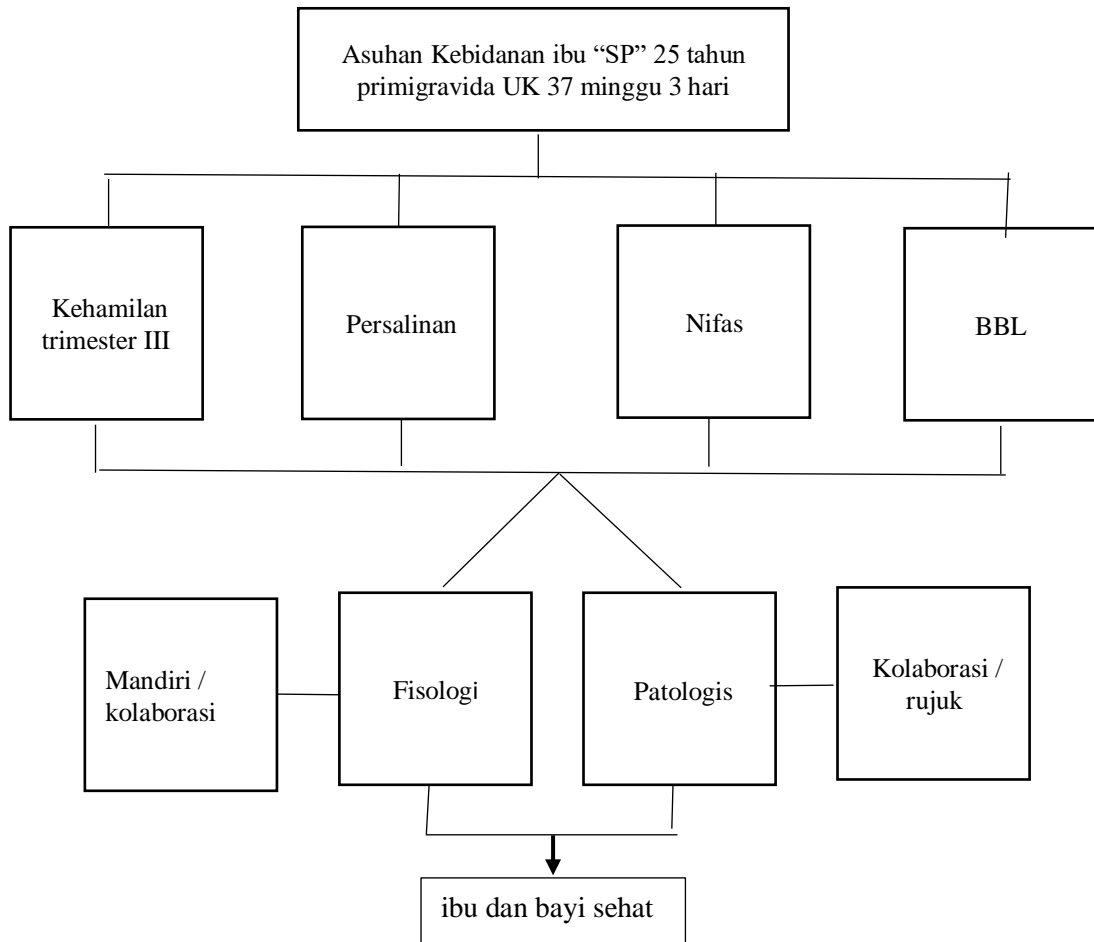 Asuhan Kebidanan ibu “SP” 25 tahun
primigravida UK 37 minggu 3 hari
Kehamilan
trimester III
Persalinan
Nifas
BBL
Mandiri /
kolaborasi
Fisologi
Patologis
Kolaborasi /
rujuk
ibu dan bayi sehat